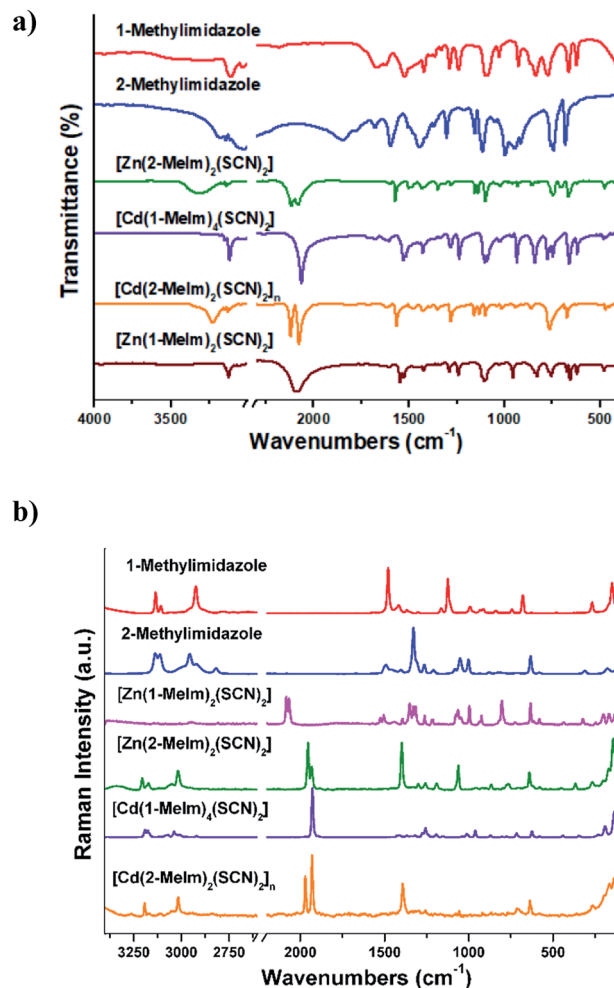 a)
1-Methylimidazole
2-Methylimidazole
[Zn(2-MeIm)2(SCN)2]
[Cd(1-MeIm)4(SCN)2]
[Cd(2-MeIm)2(SCN)2]n
[Zn(1-MeIm)2(SCN)2]
Transmittance (%)
4000 3500 2000 1500 1000 500
Wavenumbers (cm-1)
b)
1-Methylimidazole
2-Methylimidazole
[Zn(1-MeIm)2(SCN)2]
[Zn(2-MeIm)2(SCN)2]
[Cd(1-MeIm)4(SCN)2]
[Cd(2-MeIm)2(SCN)2]n
Raman Intensity (a.u.)
3250 3000 2750 2000 1500 1000 500
Wavenumbers (cm-1)